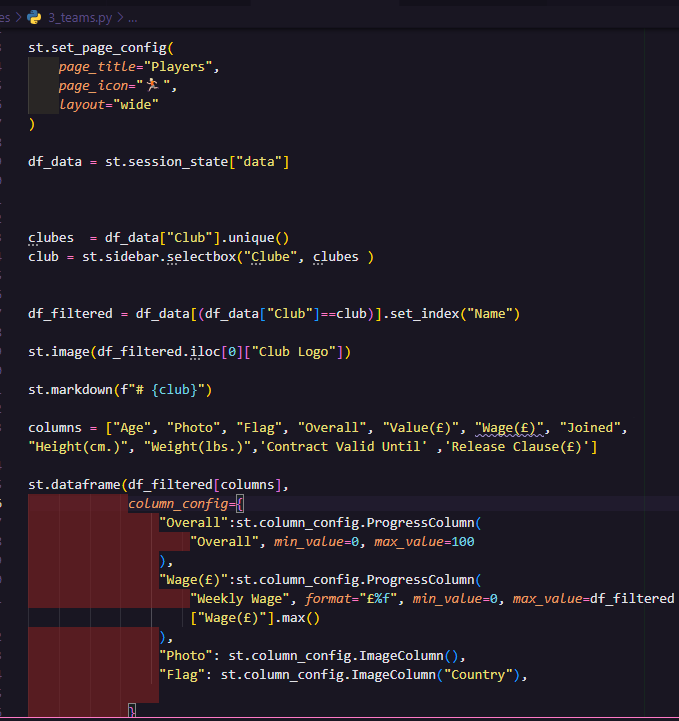 es > 3_teams.py > ...
st.set_page_config(
    page_title="Players",
    page_icon="🏃🏼",
    layout="wide"
)
df_data = st.session_state["data"]
clubes  = df_data["Club"].unique()
club = st.sidebar.selectbox("Clube", clubes )
df_filtered = df_data[(df_data["Club"]==club)].set_index("Name")
st.image(df_filtered.iloc[0]["Club Logo"])
st.markdown(f"# {club}")
columns = ["Age", "Photo", "Flag", "Overall", "Value(£)", "Wage(£)", "Joined",
"Height(cm.)", "Weight(lbs.)",'Contract Valid Until' ,'Release Clause(£)']
st.dataframe(df_filtered[columns],
             column_config={
                 "Overall":st.column_config.ProgressColumn(
                     "Overall", min_value=0, max_value=100
                 ),
                 "Wage(£)":st.column_config.ProgressColumn(
                     "Weekly Wage", format="£%f", min_value=0, max_value=df_filtered
                     ["Wage(£)"].max()
                 ),
                 "Photo": st.column_config.ImageColumn(),
                 "Flag": st.column_config.ImageColumn("Country"),
             }